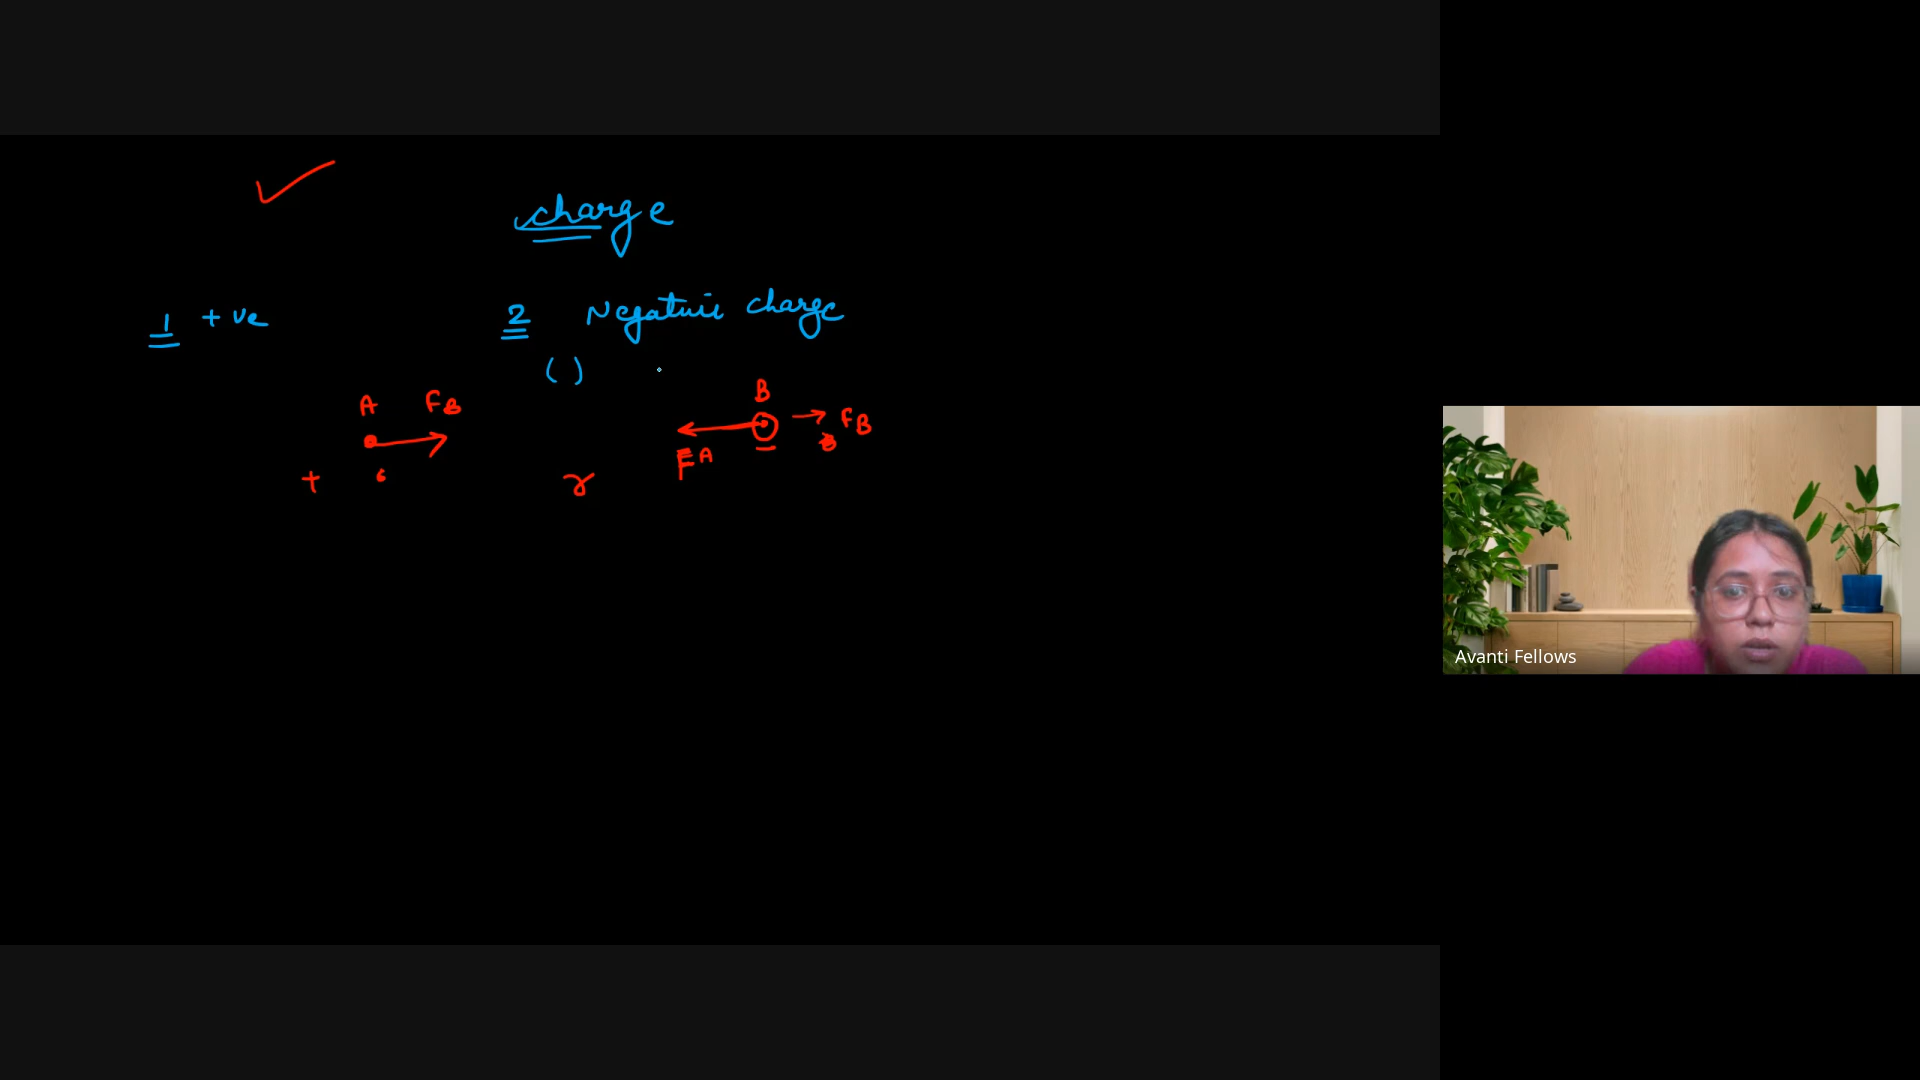 charge
1 +ve 2 Negative charge
( )
A FB B
FB
B
FA
+ r
Avanti Fellows